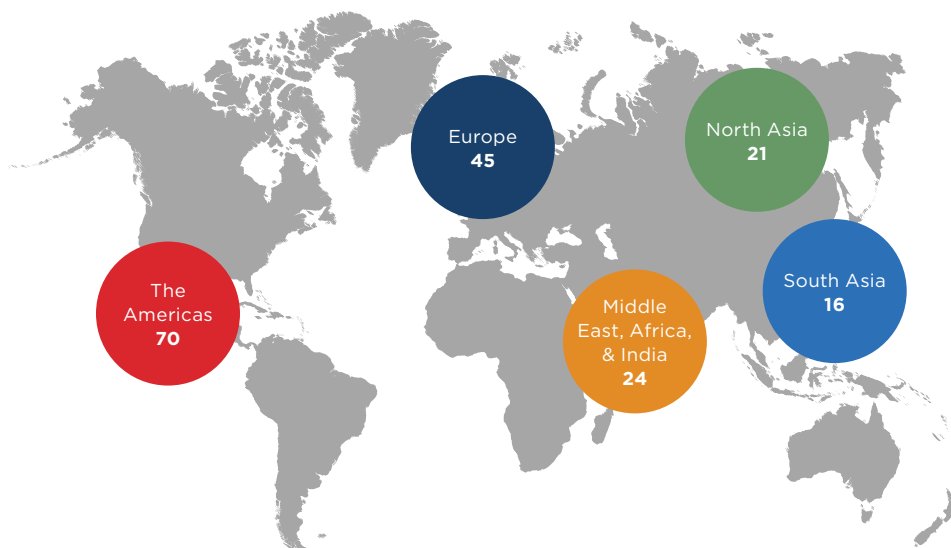 Europe
45
North Asia
21
The
Americas
70
South Asia
16
Middle
East, Africa,
& India
24